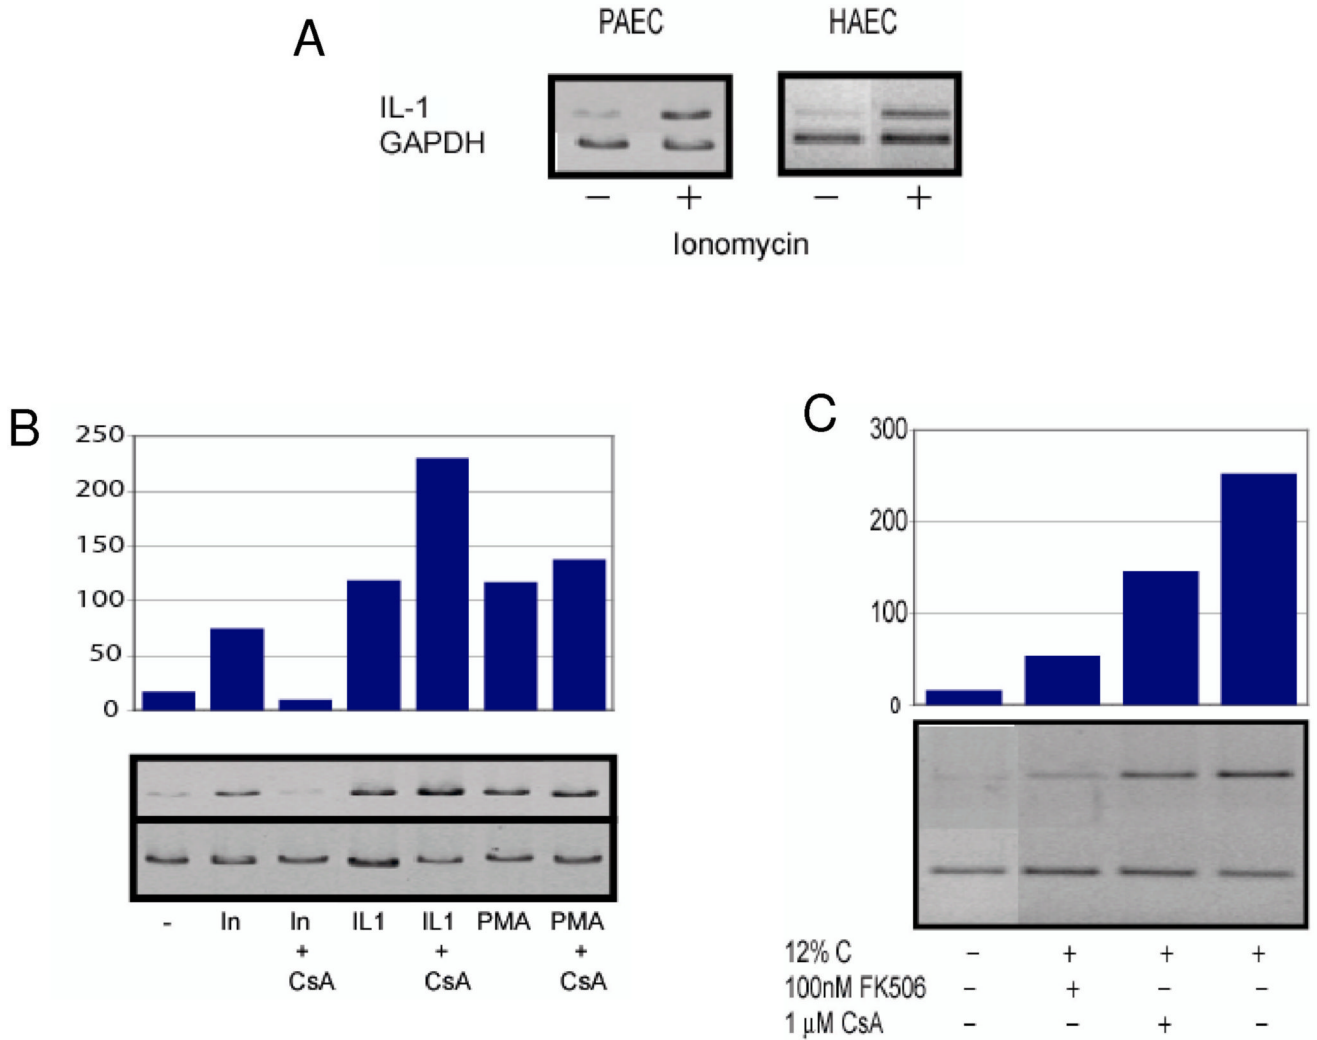 A
PAEC HAEC
IL-1
GAPDH
– + – +
Ionomycin
B
250
200
150
100
50
0
- In In IL1 IL1 PMA PMA
+ + +
CsA CsA CsA
C
300
200
100
0
12% C – + + +
100nM FK506 – + – –
1 µM CsA – – + –